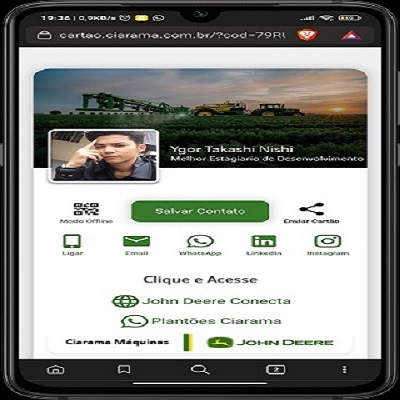 19:36 | 0,9KB/s
cartao.ciarama.com.br/?cod=79RU
Ygor Takashi Nishi
Melhor Estagiario de Desenvolvimento
Modo Offline
Salvar Contato
Enviar Cartão
Ligar
Email
WhatsApp
LinkedIn
Instagram
Clique e Acesse
John Deere Conecta
Plantões Ciarama
Ciarama Máquinas
JOHN DEERE
2